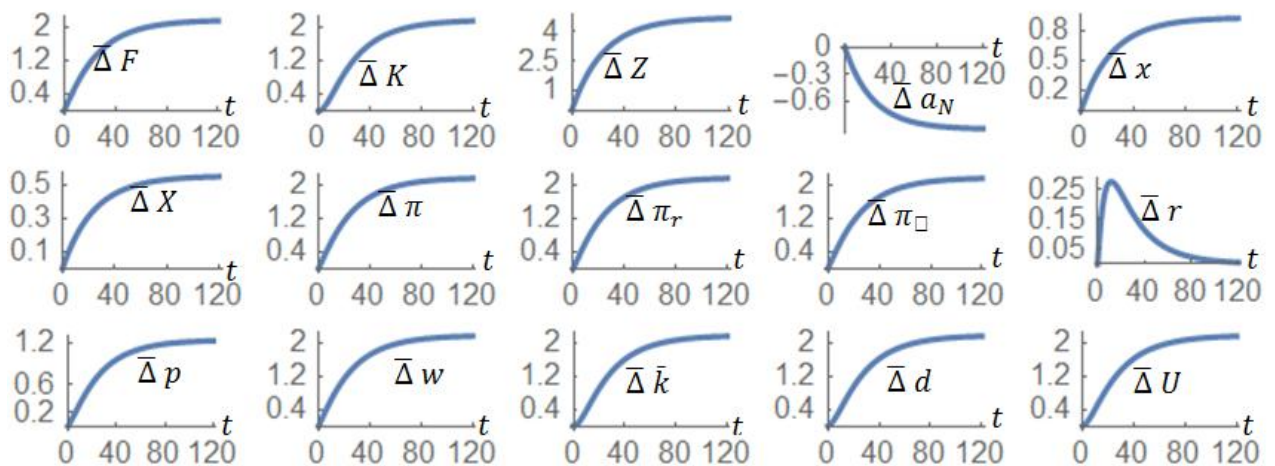 2 1.2 0.4 Δ̅ F t 0 40 80 120
2 1.2 0.4 Δ̅ K t 0 40 80 120
4 2.5 1 Δ̅ Z t 0 40 80 120
0 −0.3 −0.6 t 40 80 120 Δ̅ a_N
0.8 0.5 0.2 Δ̅ x t 0 40 80 120
0.5 0.3 0.1 Δ̅ X t 0 40 80 120
2 1.2 0.4 Δ̅ π t 0 40 80 120
2 1.2 0.4 Δ̅ π_r t 0 40 80 120
2 1.2 0.4 Δ̅ π_□ t 0 40 80 120
0.25 0.15 0.05 Δ̅ r t 0 40 80 120
1.2 0.6 0.2 Δ̅ p t 0 40 80 120
2 1.2 0.4 Δ̅ w t 0 40 80 120
2 1.2 0.4 Δ̅ k̄ t 0 40 80 120
2 1.2 0.4 Δ̅ d t 0 40 80 120
2 1.2 0.4 Δ̅ U t 0 40 80 120